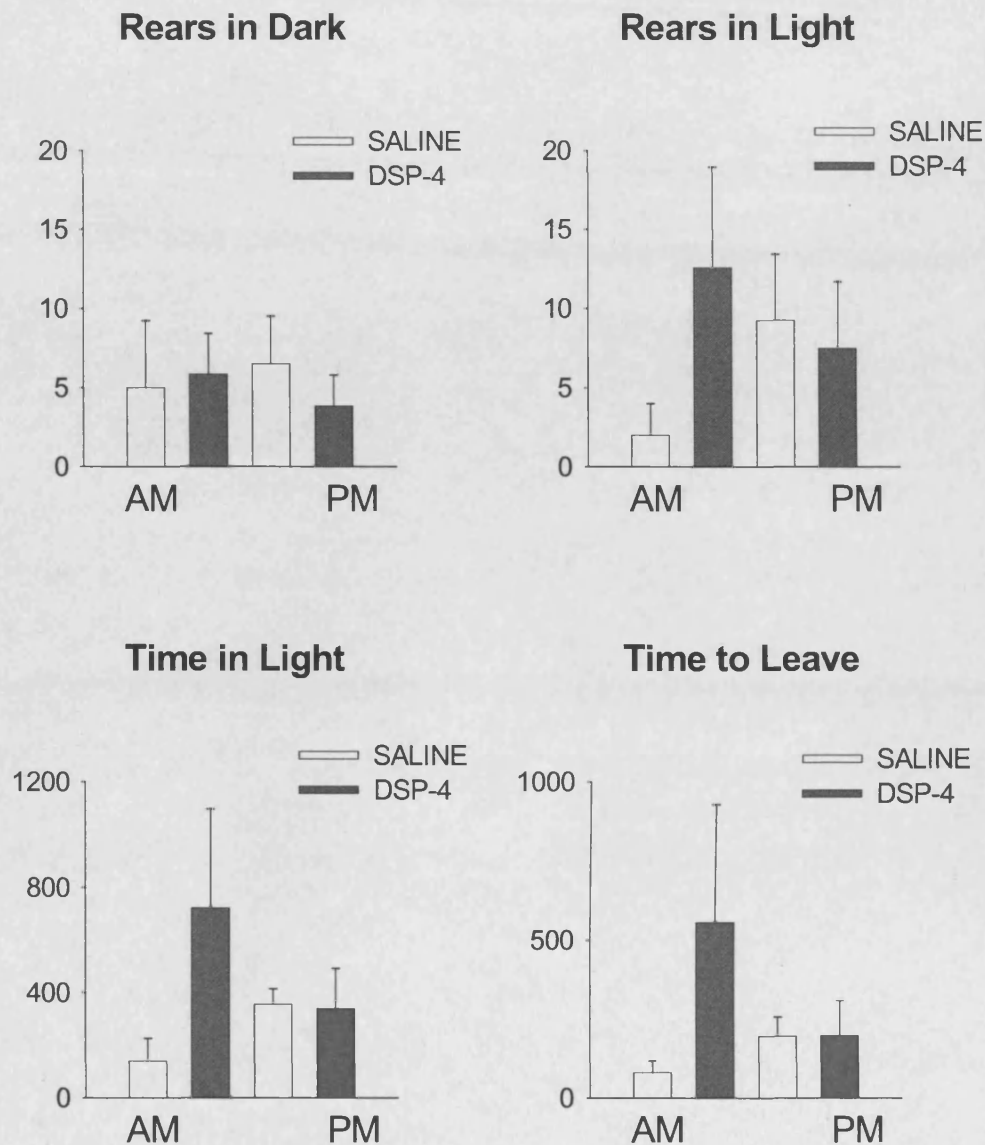 Rears in Dark
SALINE
DSP-4
20
15
10
5
0
AM PM
Rears in Light
SALINE
DSP-4
20
15
10
5
0
AM PM
Time in Light
SALINE
DSP-4
1200
800
400
0
AM PM
Time to Leave
SALINE
DSP-4
1000
500
0
AM PM